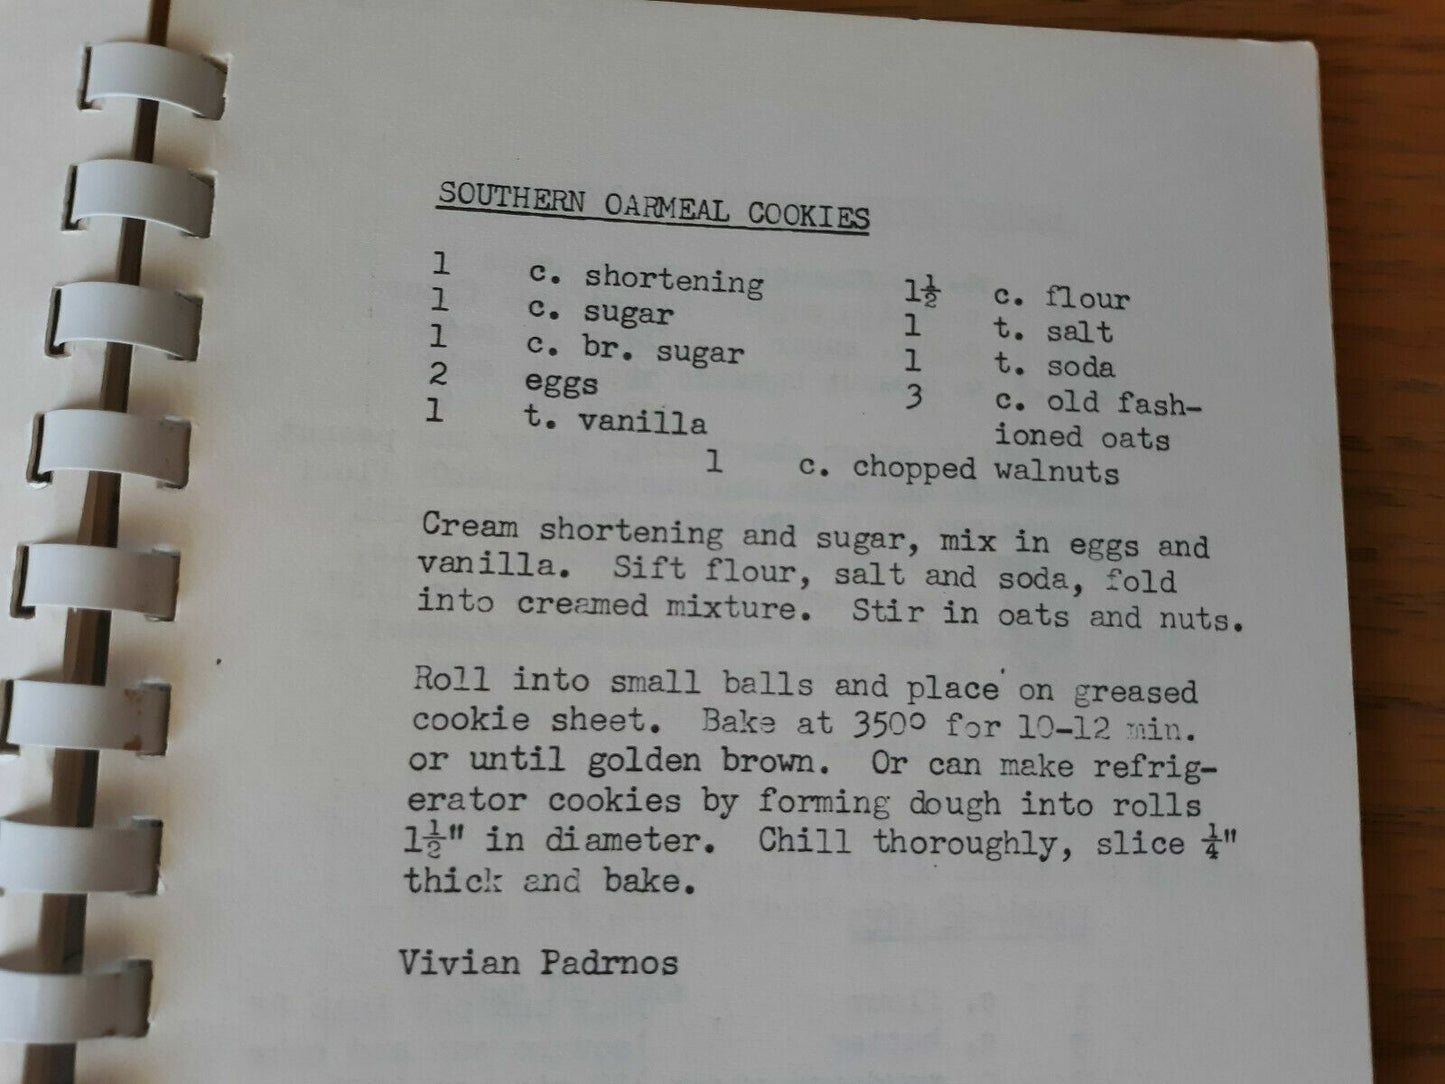 SOUTHERN OARMEAL COOKIES
1 c. shortening 1½ c. flour
1 c. sugar 1 t. salt
1 c. br. sugar 1 t. soda
2 eggs 3 c. old fash-
1 t. vanilla ioned oats
1 c. chopped walnuts
Cream shortening and sugar, mix in eggs and
vanilla. Sift flour, salt and soda, fold
into creamed mixture. Stir in oats and nuts.
Roll into small balls and place on greased
cookie sheet. Bake at 350º for 10-12 min.
or until golden brown. Or can make refrig-
erator cookies by forming dough into rolls
1½" in diameter. Chill thoroughly, slice ¼"
thick and bake.
Vivian Padrnos